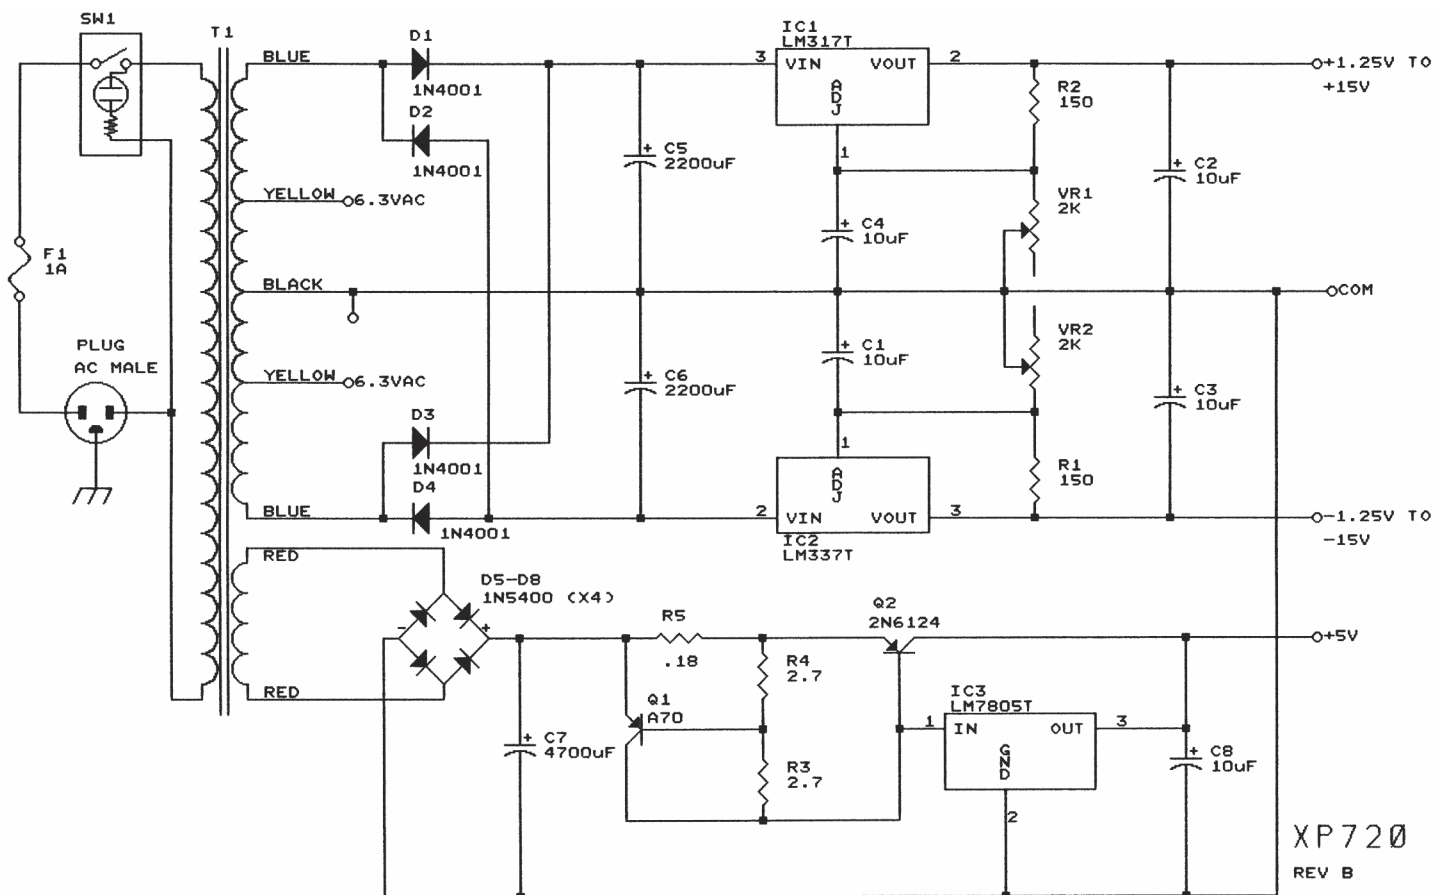 SW1
T1
BLUE
D1
1N4001
D2
1N4001
IC1
LM317T
3
VIN
VOUT
2
ADJ
1
R2
150
+1.25V TO
+15V
+
C5
2200uF
+
C2
10uF
YELLOW
6.3VAC
VR1
2K
+
C4
10uF
F1
1A
BLACK
COM
PLUG
AC MALE
VR2
2K
+
C1
10uF
YELLOW
6.3VAC
+
C6
2200uF
+
C3
10uF
D3
1N4001
D4
1N4001
BLUE
1
ADJ
2
VIN
VOUT
3
IC2
LM337T
R1
150
-1.25V TO
-15V
RED
D5-D8
1N5400 (X4)
-
+
RED
R5
.18
Q2
2N6124
+5V
R4
2.7
Q1
A70
+
C7
4700uF
R3
2.7
IC3
LM7805T
1
IN
OUT
3
GND
2
+
C8
10uF
XP720
REV B